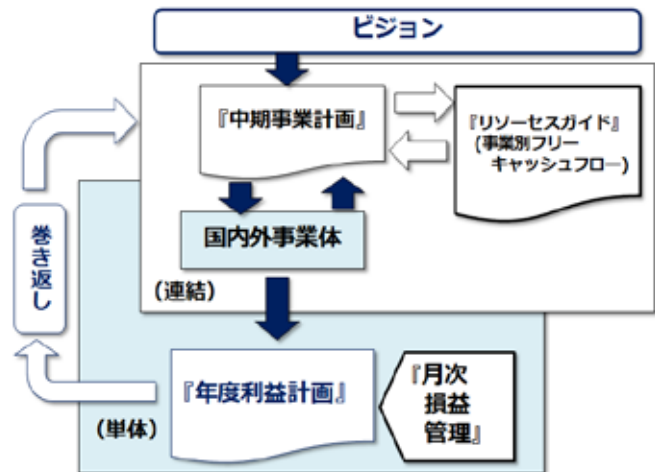 ビジョン
『中期事業計画』
『リソーセスガイド』
(事業別フリー
キャッシュフロー)
国内外事業体
(連結)
巻き返し
『年度利益計画』
『月次
損益
管理』
(単体)